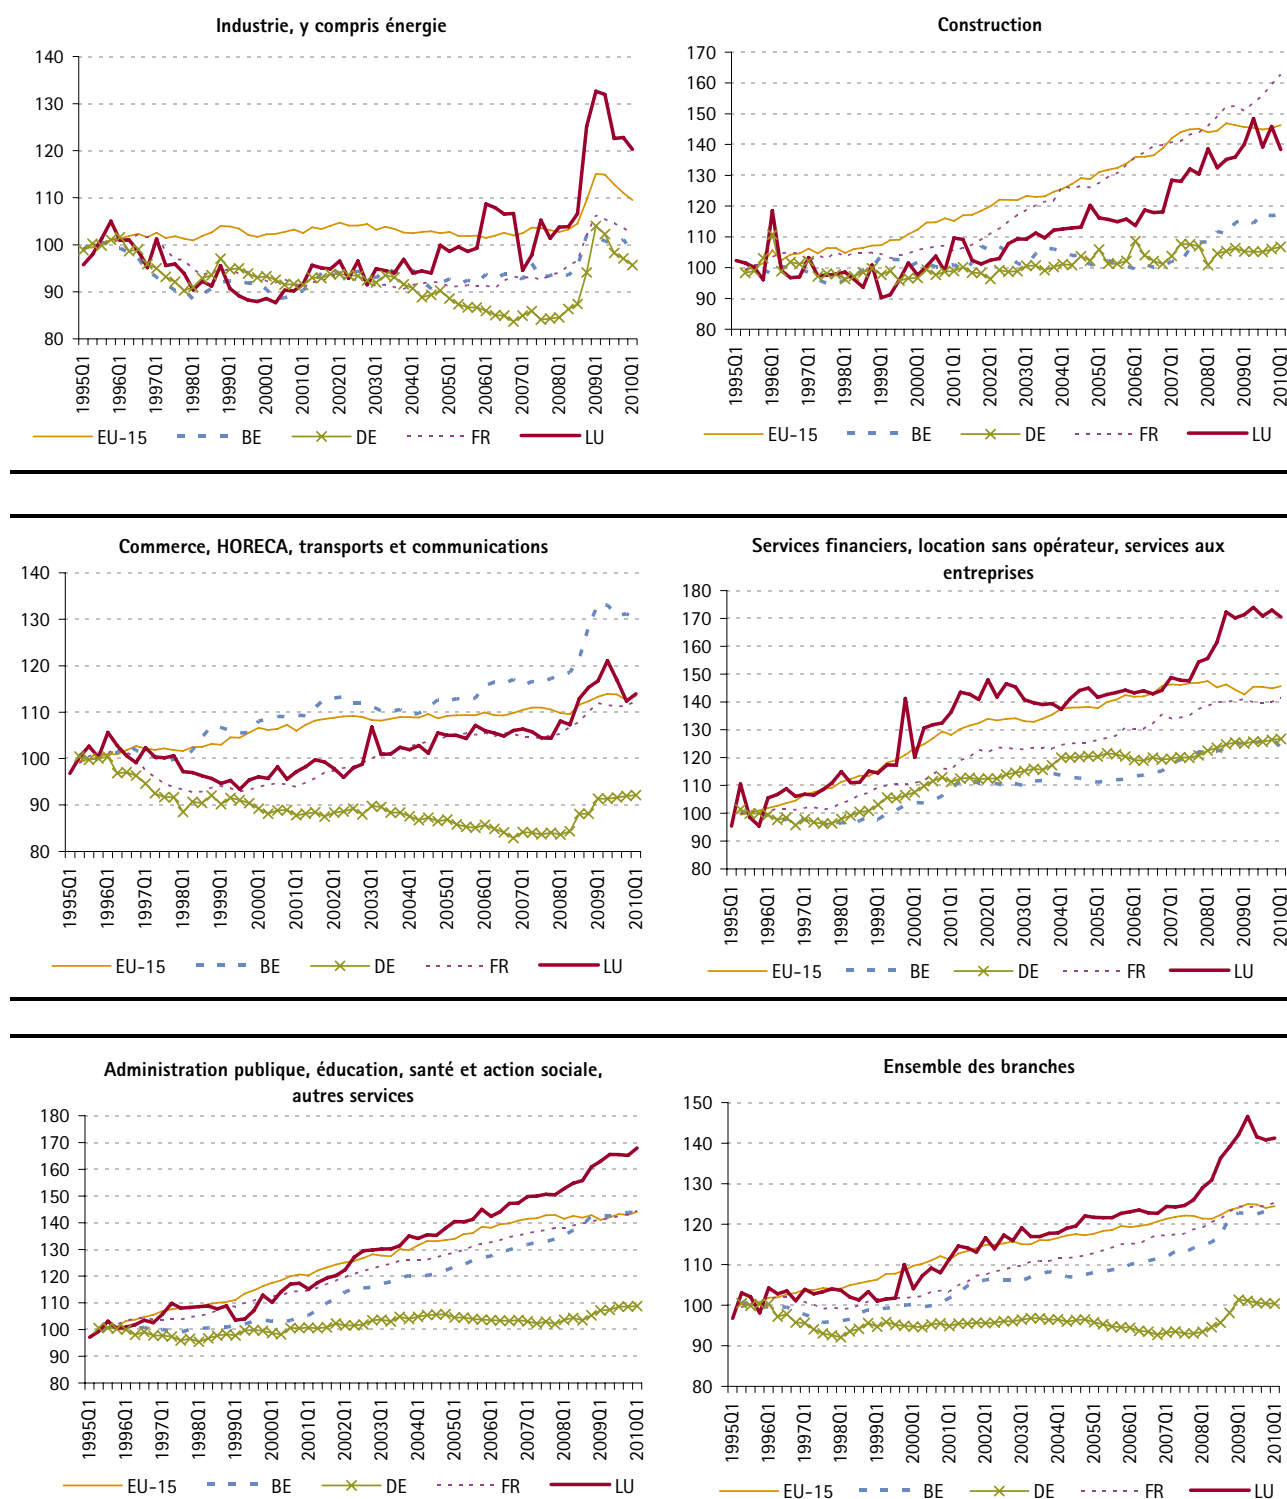 Industrie, y compris énergie
140
130
120
110
100
90
80
1995Q1 1996Q1 1997Q1 1998Q1 1999Q1 2000Q1 2001Q1 2002Q1 2003Q1 2004Q1 2005Q1 2006Q1 2007Q1 2008Q1 2009Q1 2010Q1
EU-15 BE DE FR LU
Construction
170
160
150
140
130
120
110
100
90
80
1995Q1 1996Q1 1997Q1 1998Q1 1999Q1 2000Q1 2001Q1 2002Q1 2003Q1 2004Q1 2005Q1 2006Q1 2007Q1 2008Q1 2009Q1 2010Q1
EU-15 BE DE FR LU
Commerce, HORECA, transports et communications
140
130
120
110
100
90
80
1995Q1 1996Q1 1997Q1 1998Q1 1999Q1 2000Q1 2001Q1 2002Q1 2003Q1 2004Q1 2005Q1 2006Q1 2007Q1 2008Q1 2009Q1 2010Q1
EU-15 BE DE FR LU
Services financiers, location sans opérateur, services aux
entreprises
180
170
160
150
140
130
120
110
100
90
80
1995Q1 1996Q1 1997Q1 1998Q1 1999Q1 2000Q1 2001Q1 2002Q1 2003Q1 2004Q1 2005Q1 2006Q1 2007Q1 2008Q1 2009Q1 2010Q1
EU-15 BE DE FR LU
Administration publique, éducation, santé et action sociale,
autres services
180
170
160
150
140
130
120
110
100
90
80
1995Q1 1996Q1 1997Q1 1998Q1 1999Q1 2000Q1 2001Q1 2002Q1 2003Q1 2004Q1 2005Q1 2006Q1 2007Q1 2008Q1 2009Q1 2010Q1
EU-15 BE DE FR LU
Ensemble des branches
150
140
130
120
110
100
90
80
1995Q1 1996Q1 1997Q1 1998Q1 1999Q1 2000Q1 2001Q1 2002Q1 2003Q1 2004Q1 2005Q1 2006Q1 2007Q1 2008Q1 2009Q1 2010Q1
EU-15 BE DE FR LU